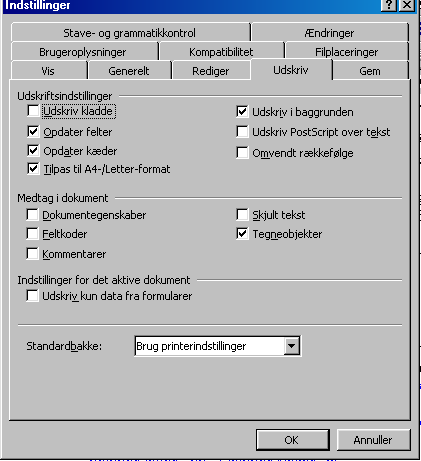 Indstillinger
Stave- og grammatikkontrol Ændringer
Brugeroplysninger Kompatibilitet Filplaceringer
Vis Generelt Rediger Udskriv Gem
Udskriftsindstillinger
Udskriv kladde Udskriv i baggrunden
Opdater felter Udskriv PostScript over tekst
Opdater kæder Omvendt rækkefølge
Tilpas til A4-/Letter-format
Medtag i dokument
Dokumentegenskaber Skjult tekst
Feltkoder Tegneobjekter
Kommentarer
Indstillinger for det aktive dokument
Udskriv kun data fra formularer
Standardbakke: Brug printerindstillinger
OK Annuller